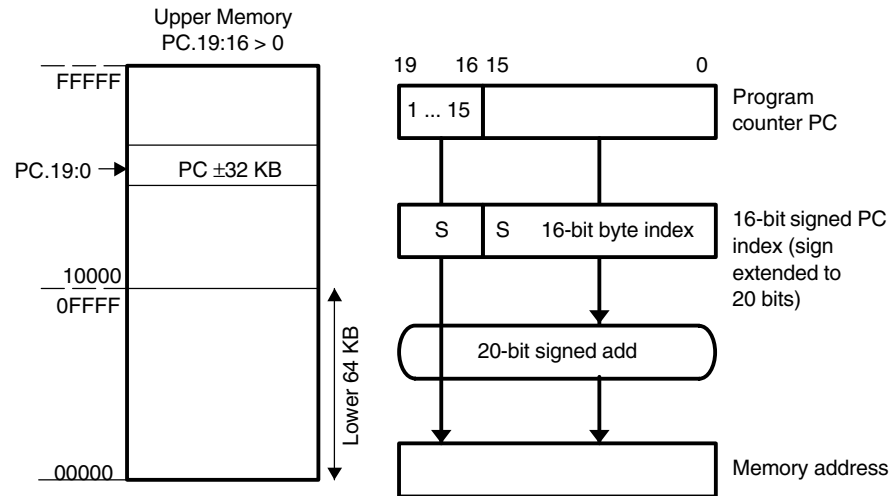 Upper Memory
PC.19:16 > 0
FFFFF
PC.19:0
PC ±32 KB
10000
0FFFF
Lower 64 KB
00000
19
16
15
0
1 ... 15
Program
counter PC
S
S
16-bit byte index
16-bit signed PC
index (sign
extended to
20 bits)
20-bit signed add
Memory address